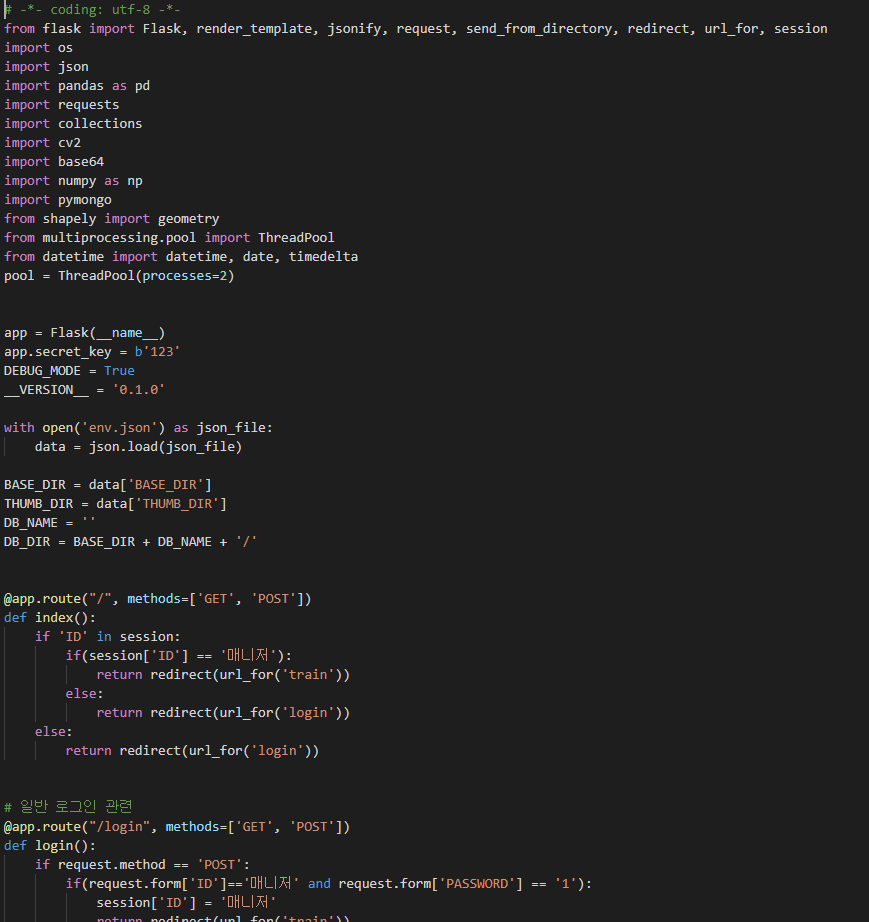 # -*- coding: utf-8 -*-
from flask import Flask, render_template, jsonify, request, send_from_directory, redirect, url_for, session
import os
import json
import pandas as pd
import requests
import collections
import cv2
import base64
import numpy as np
import pymongo
from shapely import geometry
from multiprocessing.pool import ThreadPool
from datetime import datetime, date, timedelta
pool = ThreadPool(processes=2)
app = Flask(__name__)
app.secret_key = b'123'
DEBUG_MODE = True
__VERSION__ = '0.1.0'
with open('env.json') as json_file:
    data = json.load(json_file)
BASE_DIR = data['BASE_DIR']
THUMB_DIR = data['THUMB_DIR']
DB_NAME = ''
DB_DIR = BASE_DIR + DB_NAME + '/'
@app.route("/", methods=['GET', 'POST'])
def index():
    if 'ID' in session:
        if(session['ID'] == '매니저'):
            return redirect(url_for('train'))
        else:
            return redirect(url_for('login'))
    else:
        return redirect(url_for('login'))
# 일반 로그인 관련
@app.route("/login", methods=['GET', 'POST'])
def login():
    if request.method == 'POST':
        if(request.form['ID']=='매니저' and request.form['PASSWORD'] == '1'):
            session['ID'] = '매니저'
            return redirect(url_for('train'))